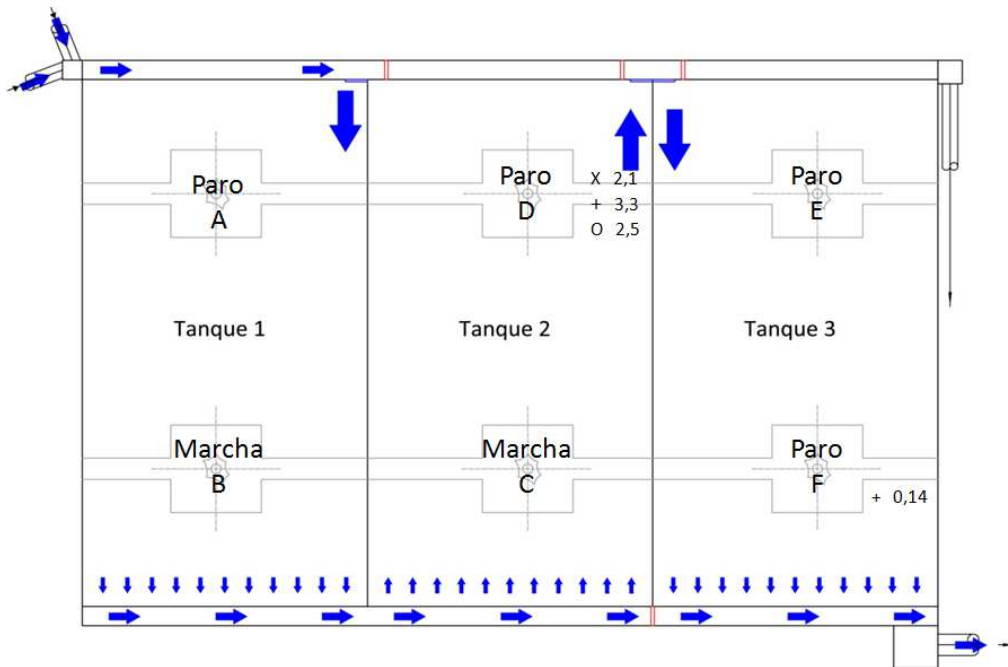 Paro
A
Paro
D
X 2,1
+ 3,3
O 2,5
Paro
E
Tanque 1
Tanque 2
Tanque 3
Marcha
B
Marcha
C
Paro
F
+ 0,14